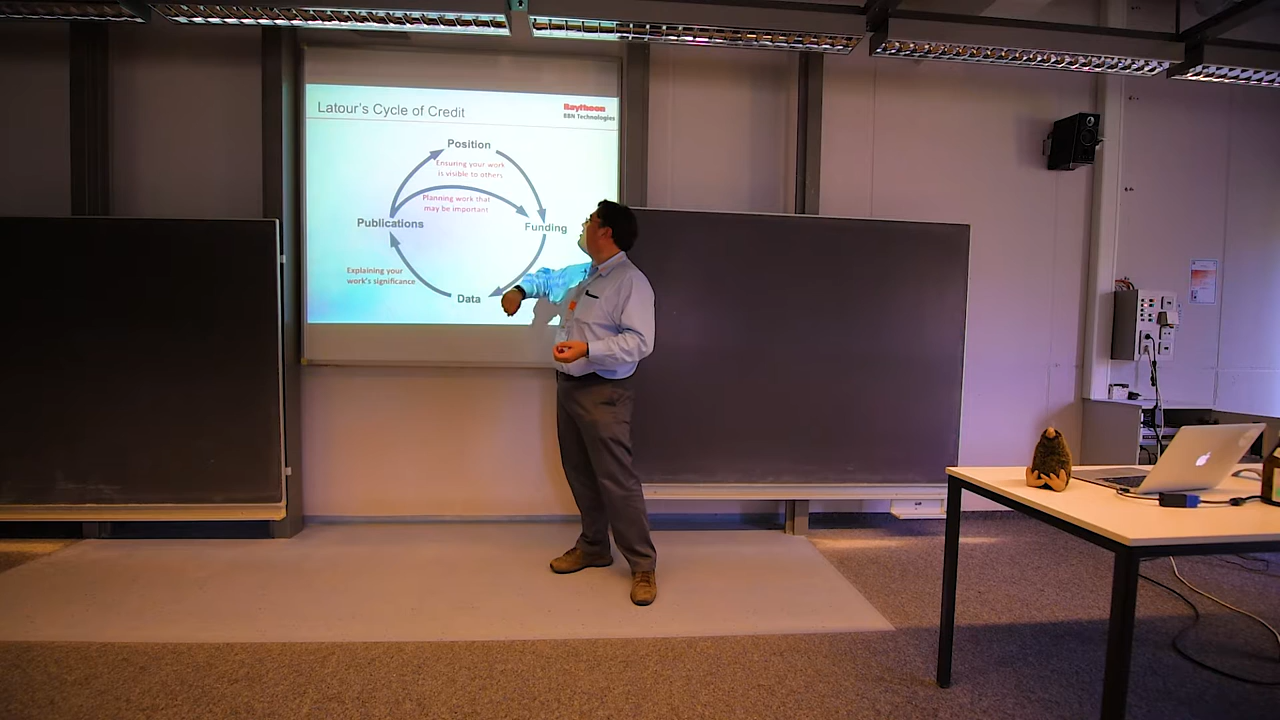 Latour's Cycle of Credit
Raytheon
BBN Technologies
Position
Ensuring your work
is visible to others
Planning work that
may be important
Publications
Funding
Explaining your
work's significance
Data